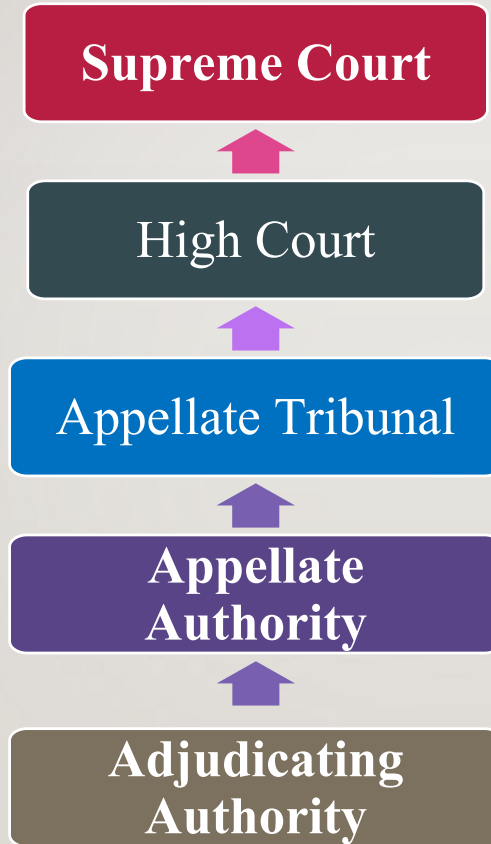 Supreme Court
High Court
Appellate Tribunal
Appellate
Authority
Adjudicating
Authority